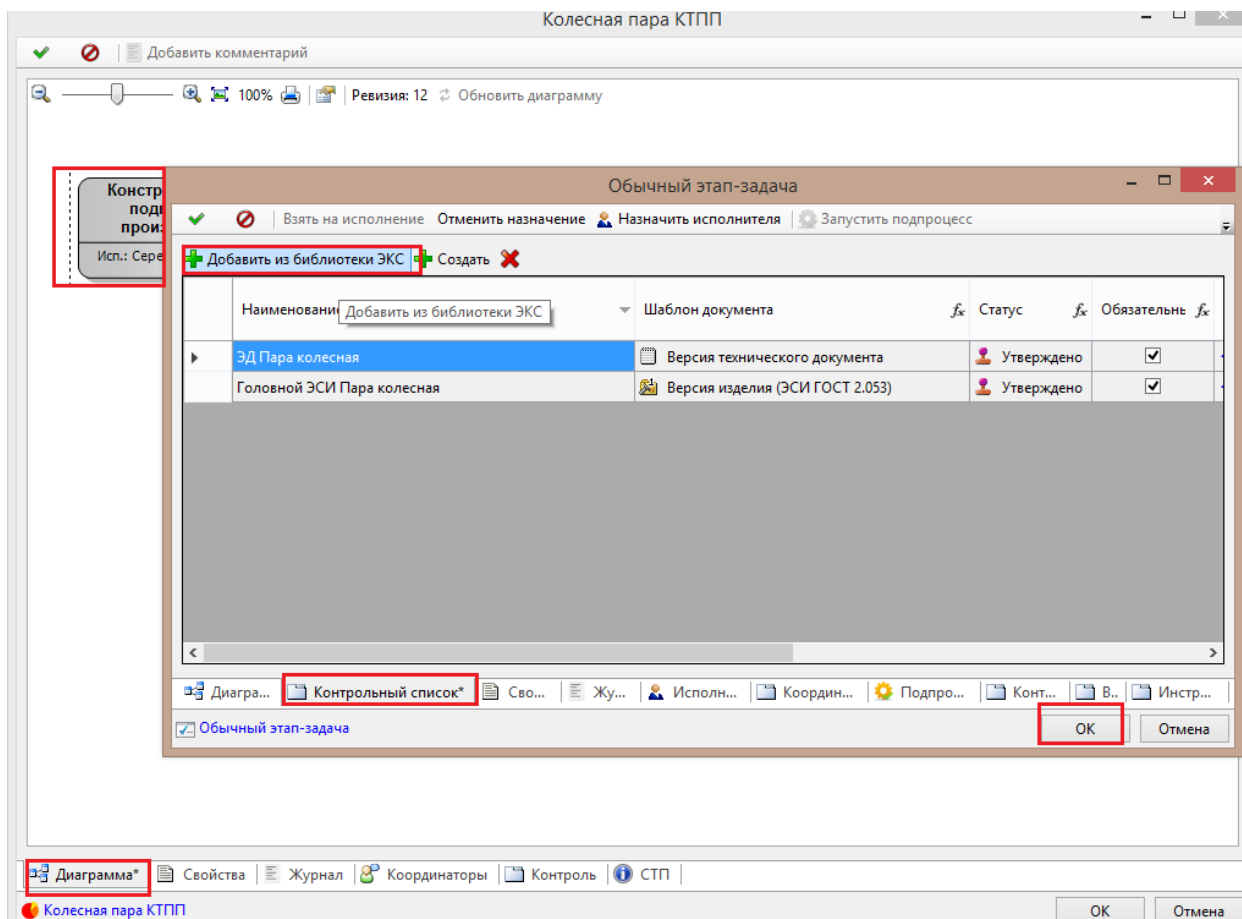 Колесная пара КТПП
Добавить комментарий
100% Ревизия: 12 Обновить диаграмму
Констр
подг
произ
Исп.: Сере
Обычный этап-задача
Взять на исполнение Отменить назначение Назначить исполнителя Запустить подпроцесс
Добавить из библиотеки ЭКС Создать
Наименовани Шаблон документа fx Статус fx Обязательнь fx
Добавить из библиотеки ЭКС
ЭД Пара колесная Версия технического документа Утверждено
Головной ЭСИ Пара колесная Версия изделия (ЭСИ ГОСТ 2.053) Утверждено
Диагра... Контрольный список* Сво... Жу... Исполн... Координ... Подпро... Конт... В.. Инстр...
Обычный этап-задача ОК Отмена
Диаграмма* Свойства Журнал Координаторы Контроль СТП
Колесная пара КТПП ОК Отмена